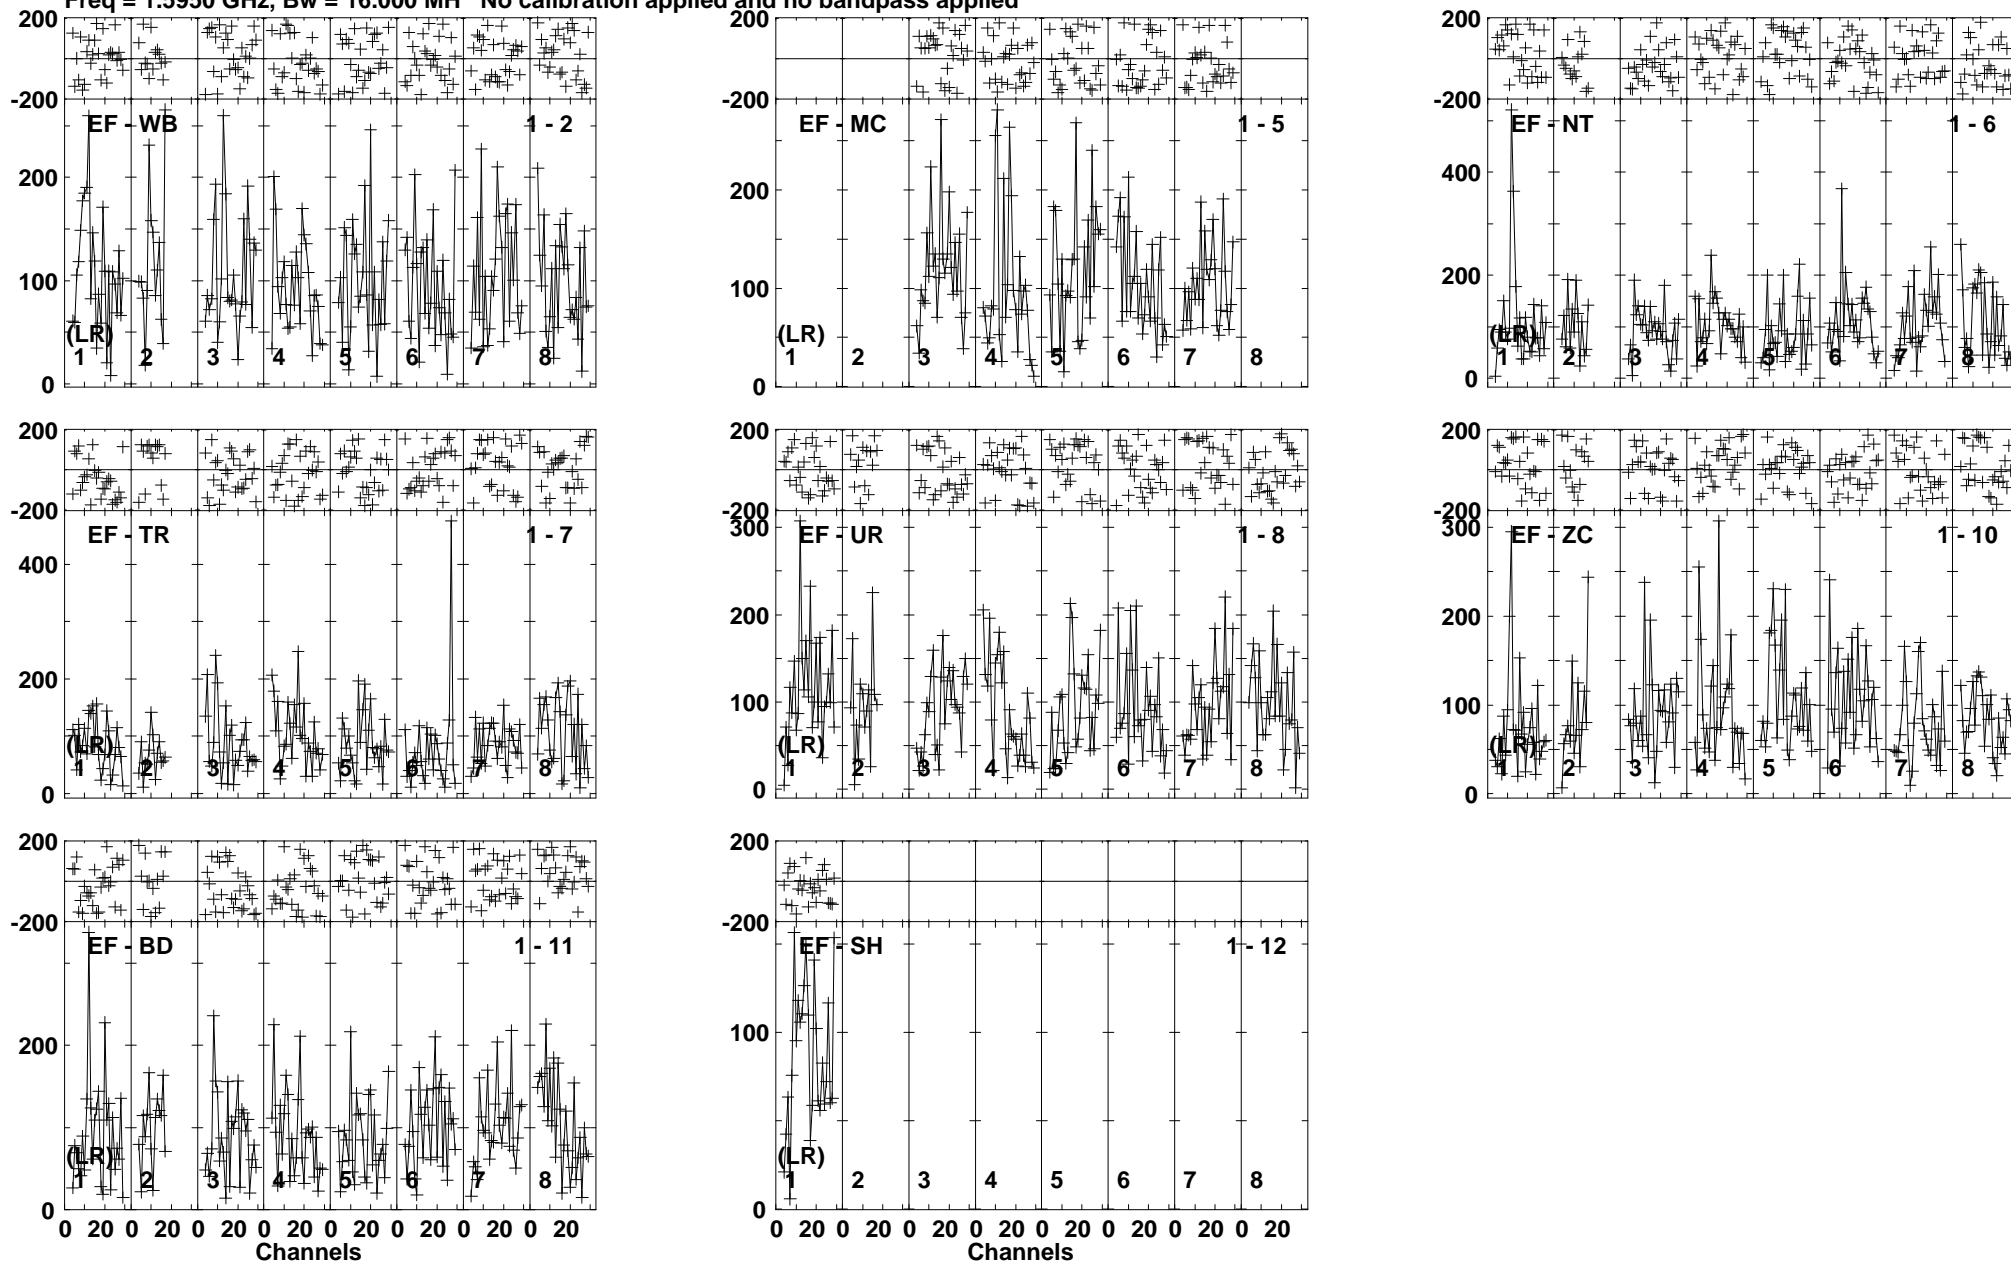 Freq = 1.5950 GHz, Bw = 16.000 MH No calibration applied and no bandpass applied
200
-200
EF - WB 1 - 2
200
100
0
(LR)
1 2 3 4 5 6 7 8
200
-200
EF - MC 1 - 5
200
100
0
(LR)
1 2 3 4 5 6 7 8
200
-200
EF - NT 1 - 6
400
200
0
(LR)
1 2 3 4 5 6 7 8
200
-200
EF - TR 1 - 7
400
200
0
(LR)
1 2 3 4 5 6 7 8
200
-200
300
EF - UR 1 - 8
200
100
0
(LR)
1 2 3 4 5 6 7 8
200
-200
300
EF - ZC 1 - 10
200
100
0
(LR)
1 2 3 4 5 6 7 8
200
-200
EF - BD 1 - 11
200
0
(LR)
1 2 3 4 5 6 7 8
0 20 0 20 0 20 0 20 0 20 0 20 0 20 0 20
Channels
200
-200
EF - SH 1 - 12
100
0
(LR)
1 2 3 4 5 6 7 8
0 20 0 20 0 20 0 20 0 20 0 20 0 20 0 20
Channels